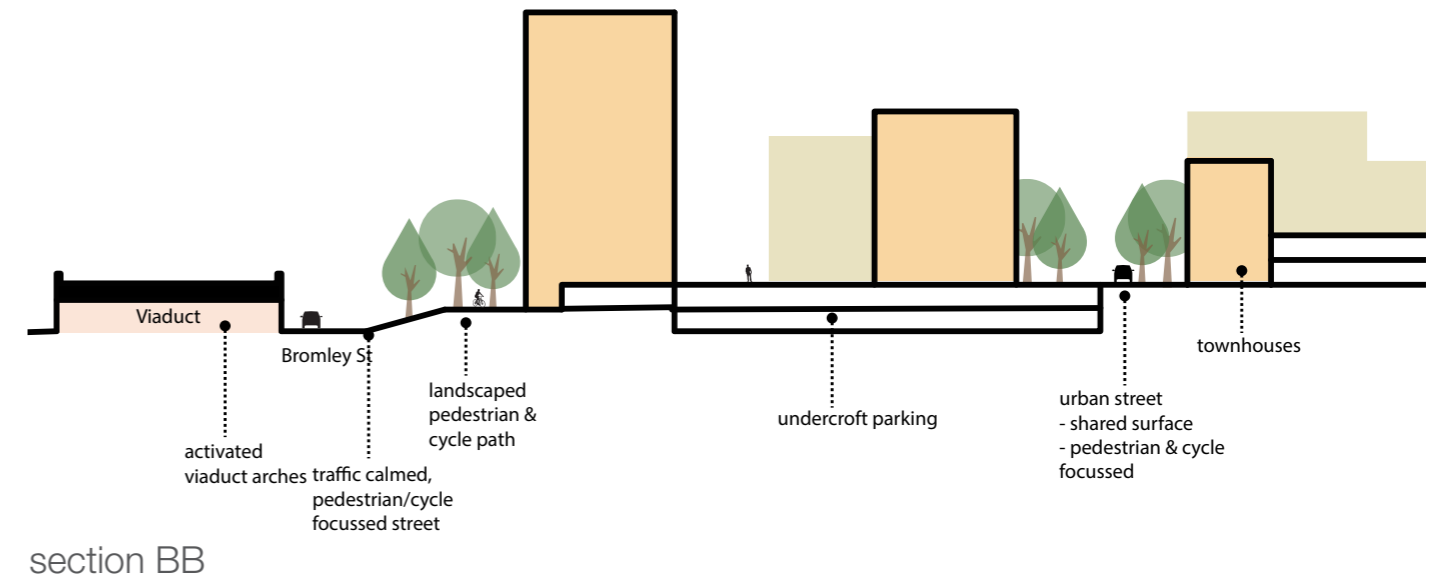 Viaduct
Bromley St
activated
viaduct arches
traffic calmed,
pedestrian/cycle
focussed street
landscaped
pedestrian &
cycle path
undercroft parking
urban street
- shared surface
- pedestrian & cycle
focussed
townhouses
section BB